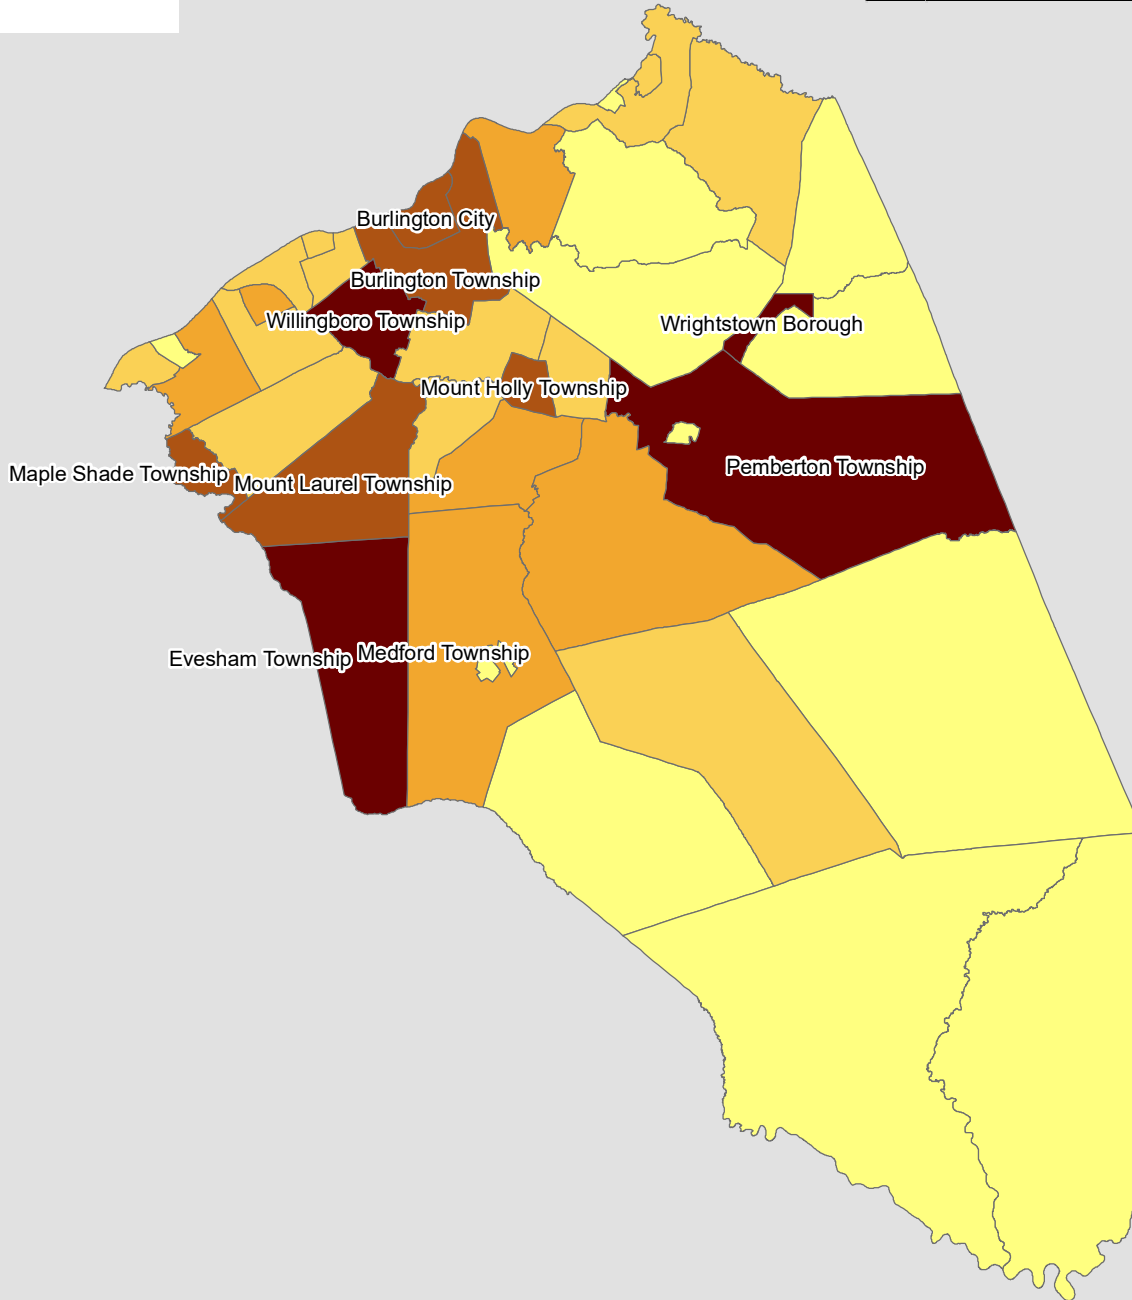 Burlington City
Burlington Township
Willingboro Township
Wrightstown Borough
Mount Holly Township
Pemberton Township
Maple Shade Township
Mount Laurel Township
Evesham Township
Medford Township